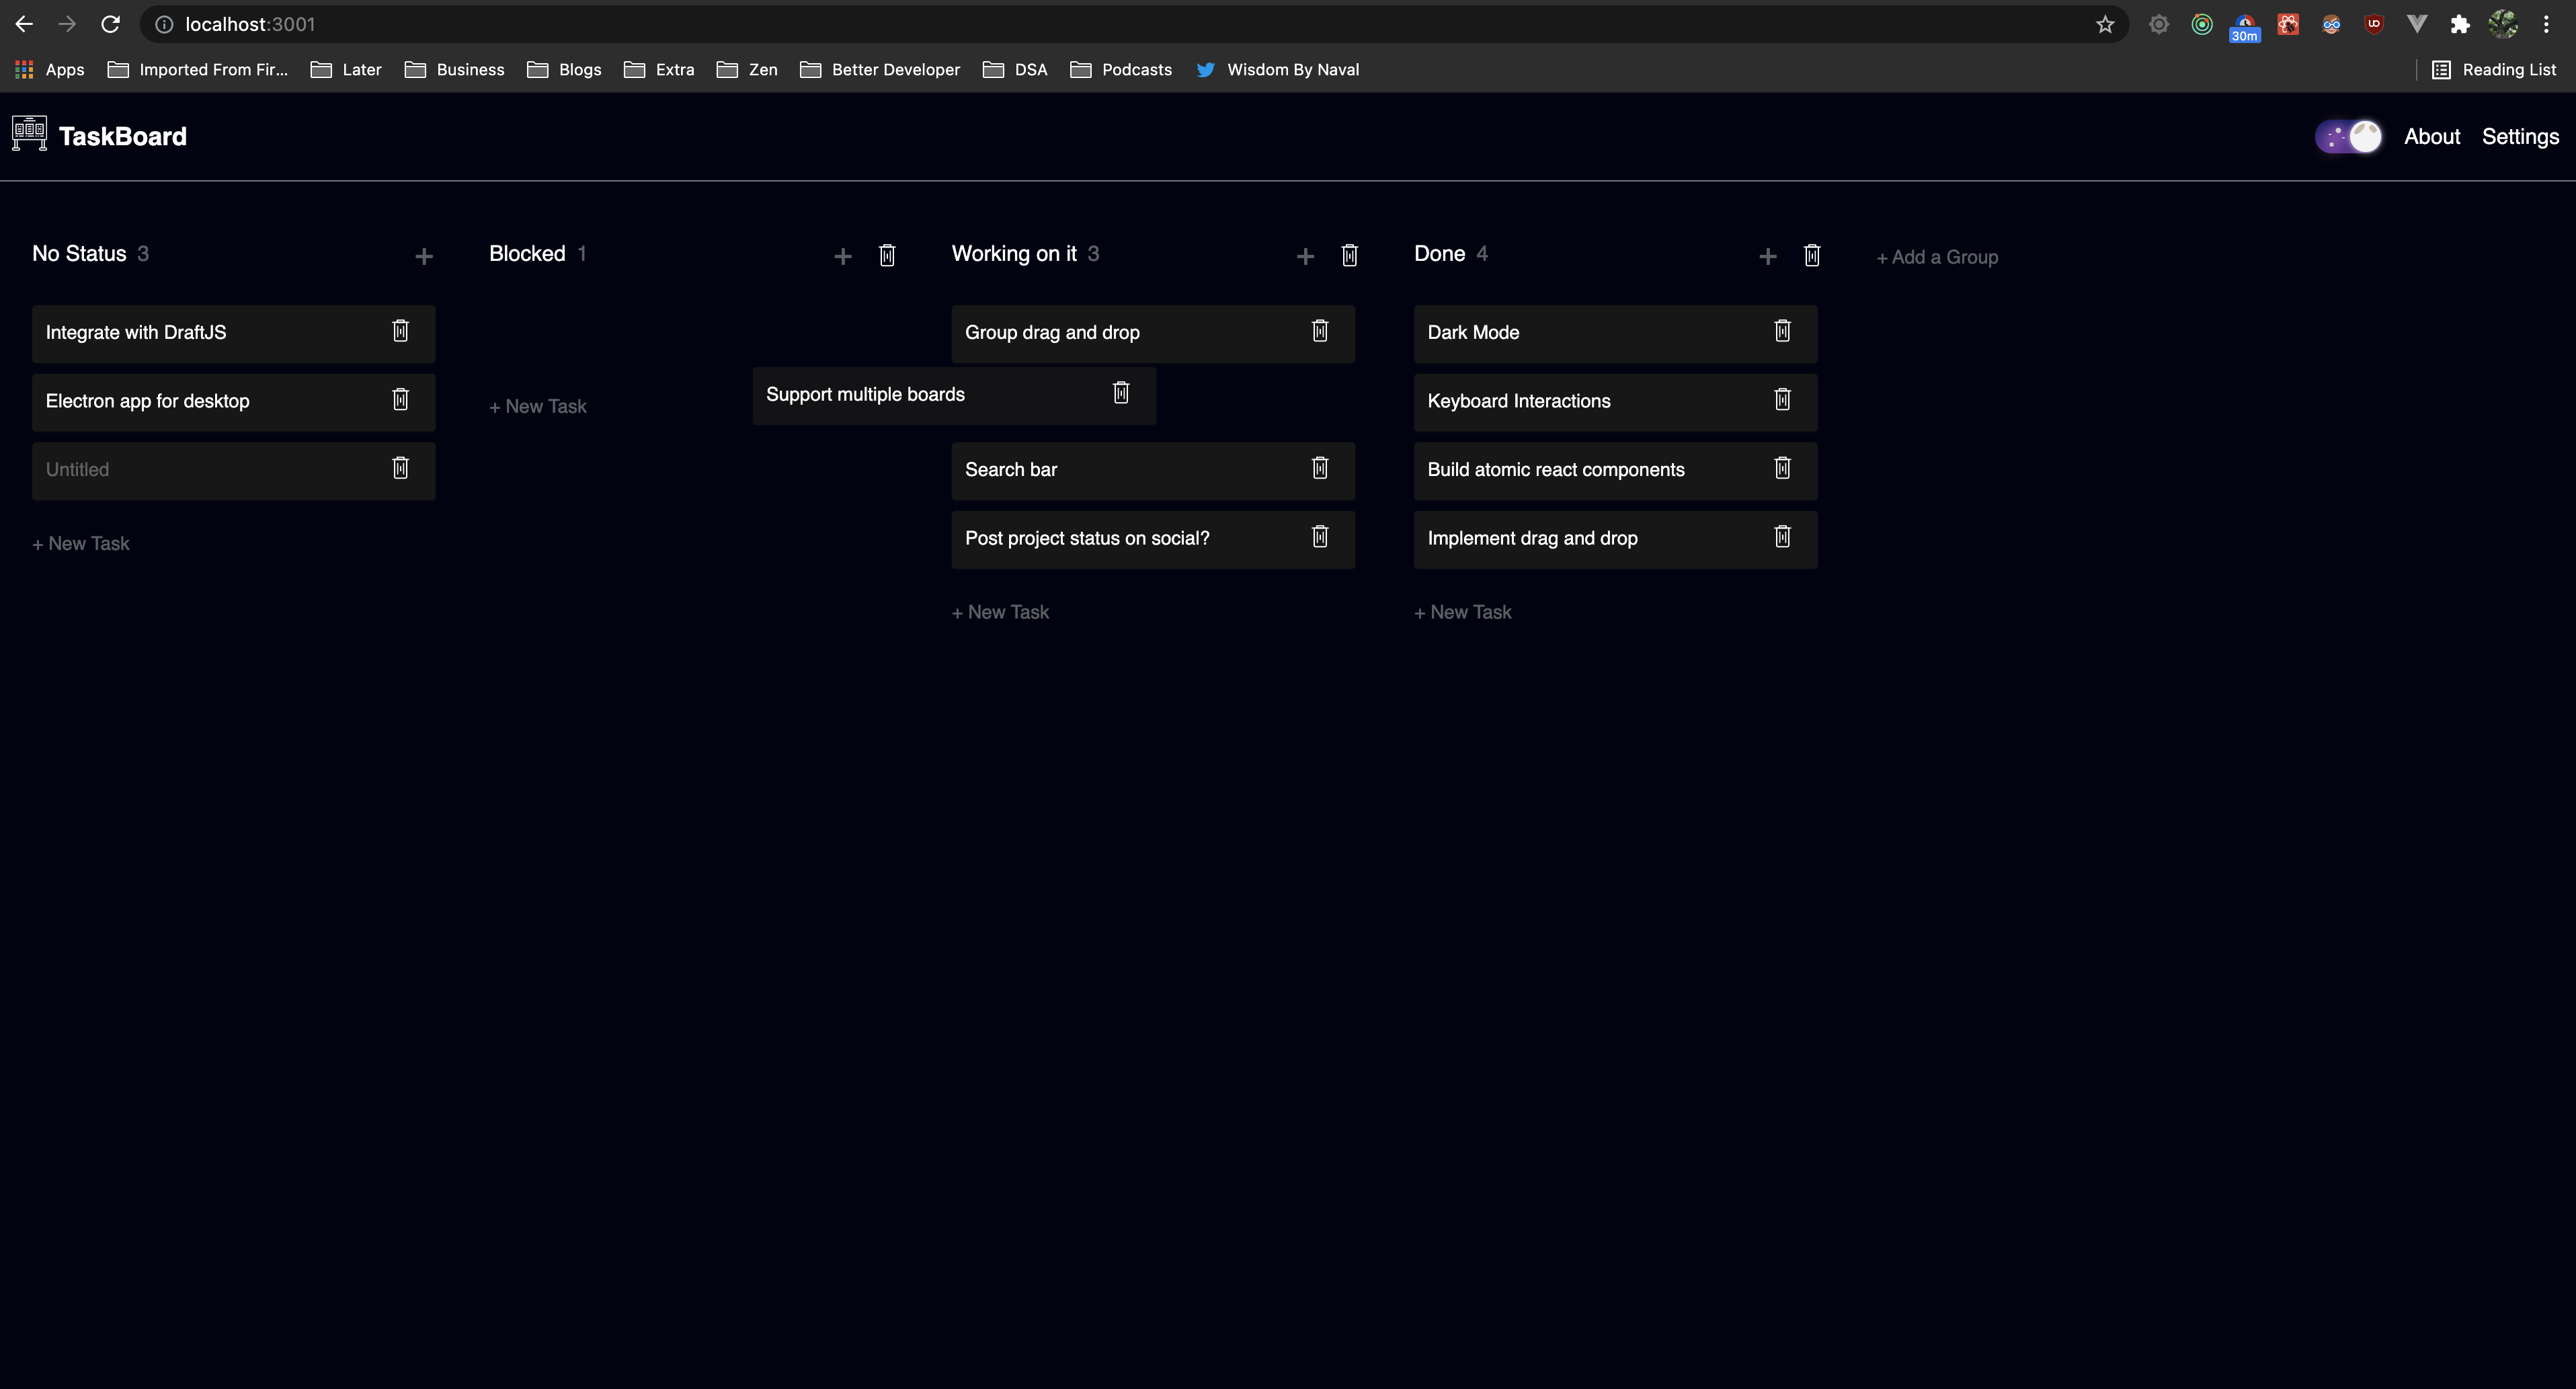 localhost:3001
30m
Apps
Imported From Fir...
Later
Business
Blogs
Extra
Zen
Better Developer
DSA
Podcasts
Wisdom By Naval
Reading List
TaskBoard
About
Settings
No Status 3
Integrate with DraftJS
Electron app for desktop
Untitled
+ New Task
Blocked 1
+ New Task
Support multiple boards
Working on it 3
Group drag and drop
Search bar
Post project status on social?
+ New Task
Done 4
Dark Mode
Keyboard Interactions
Build atomic react components
Implement drag and drop
+ New Task
+ Add a Group